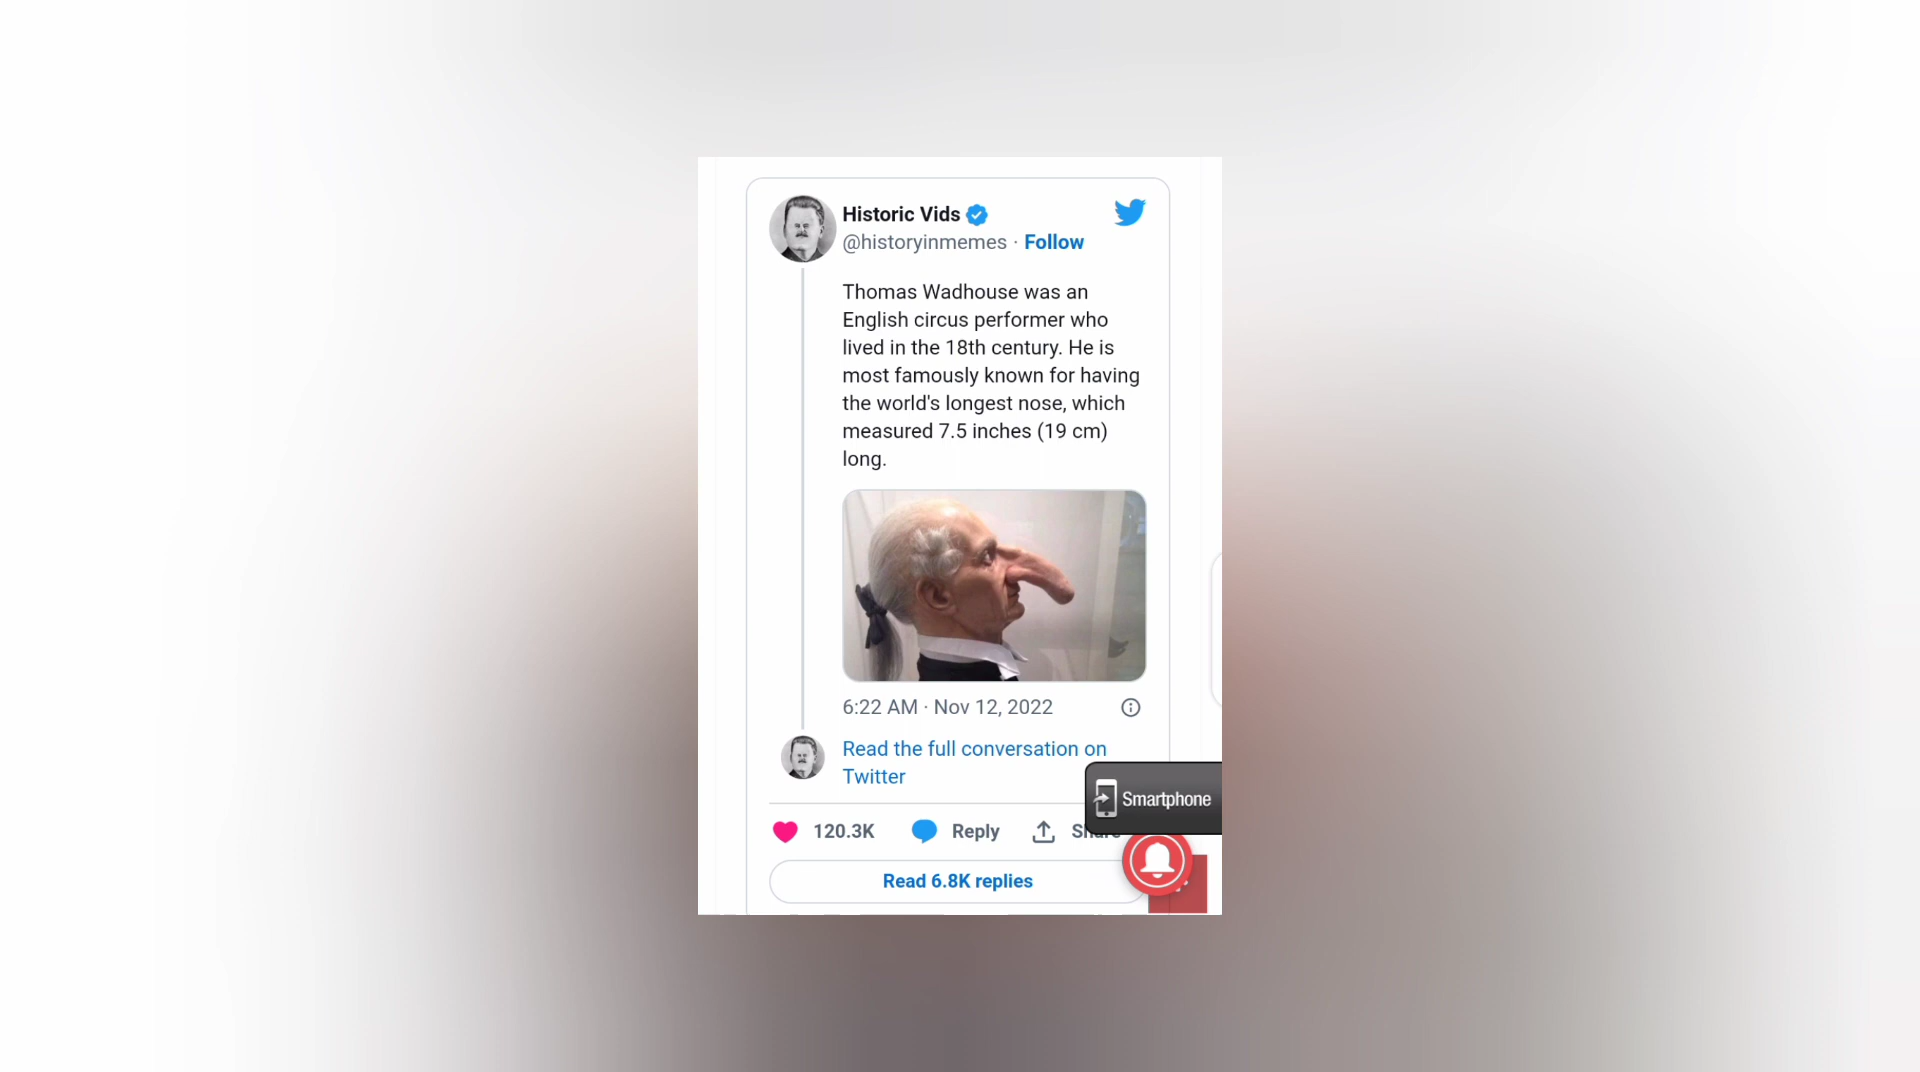 Historic Vids
@historyinmemes · Follow
Thomas Wadhouse was an
English circus performer who
lived in the 18th century. He is
most famously known for having
the world's longest nose, which
measured 7.5 inches (19 cm)
long.
6:22 AM · Nov 12, 2022
Read the full conversation on
Twitter
Smartphone
120.3K Reply Share
Read 6.8K replies